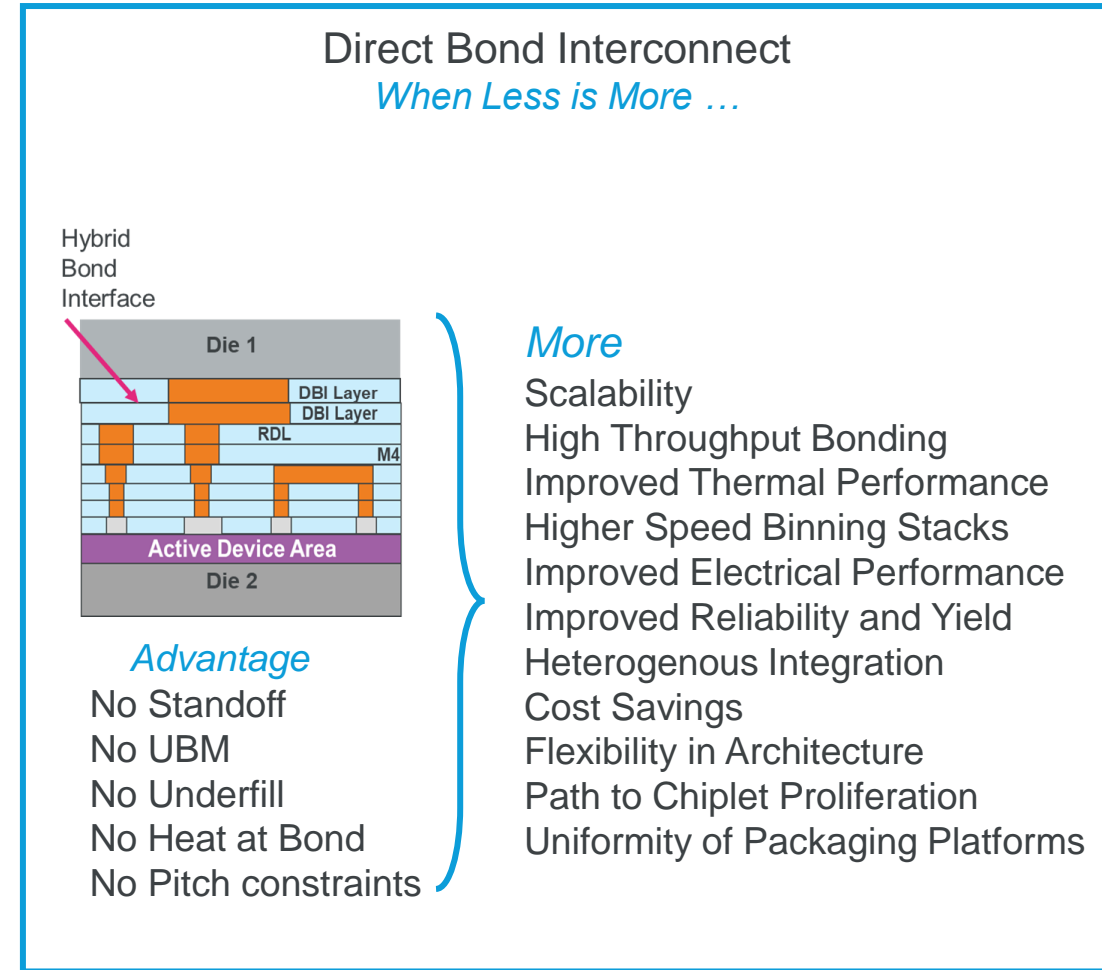 Direct Bond Interconnect
When Less is More …
Hybrid
Bond
Interface
Die 1
DBI Layer
DBI Layer
RDL
M4
Active Device Area
Die 2
Advantage
No Standoff
No UBM
No Underfill
No Heat at Bond
No Pitch constraints
More
Scalability
High Throughput Bonding
Improved Thermal Performance
Higher Speed Binning Stacks
Improved Electrical Performance
Improved Reliability and Yield
Heterogenous Integration
Cost Savings
Flexibility in Architecture
Path to Chiplet Proliferation
Uniformity of Packaging Platforms